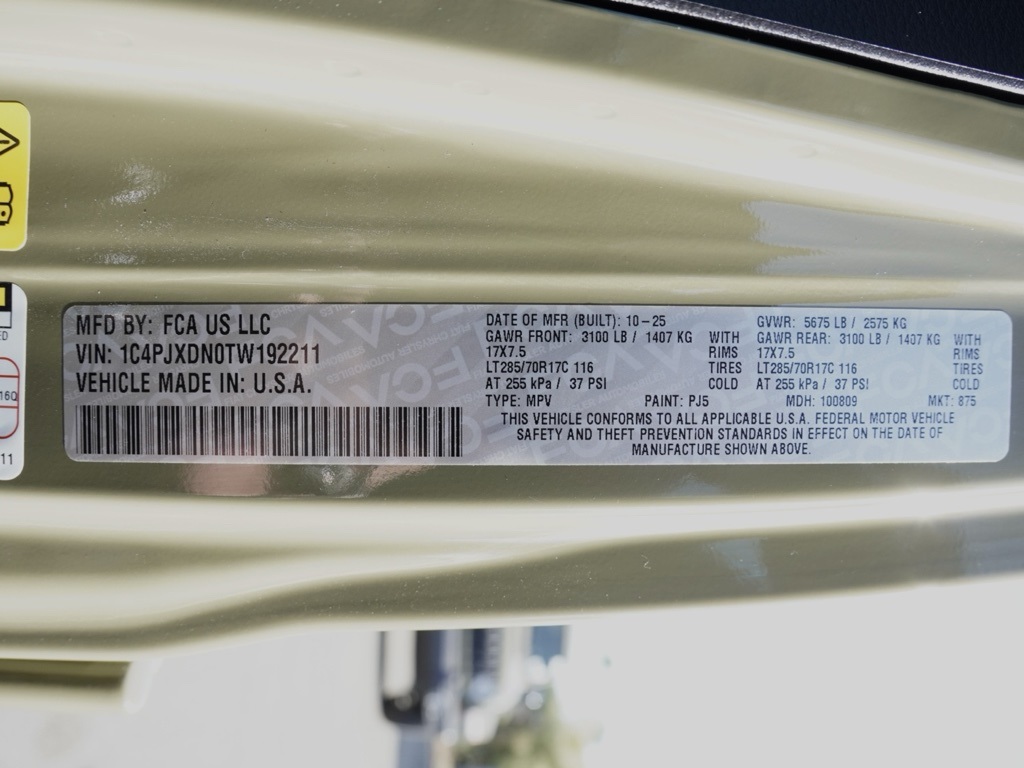 MFD BY: FCA US LLC
VIN: 1C4PJXDN0TW192211
VEHICLE MADE IN: U.S.A.
DATE OF MFR (BUILT): 10-25
GAWR FRONT: 3100 LB / 1407 KG WITH
17X7.5 RIMS
LT285/70R17C 116 TIRES
AT 255 kPa / 37 PSI COLD
GVWR: 5675 LB / 2575 KG
GAWR REAR: 3100 LB / 1407 KG WITH
17X7.5 RIMS
LT285/70R17C 116 TIRES
AT 255 kPa / 37 PSI COLD
TYPE: MPV PAINT: PJ5 MDH: 100809 MKT: 875
THIS VEHICLE CONFORMS TO ALL APPLICABLE U.S.A. FEDERAL MOTOR VEHICLE
SAFETY AND THEFT PREVENTION STANDARDS IN EFFECT ON THE DATE OF
MANUFACTURE SHOWN ABOVE.
11